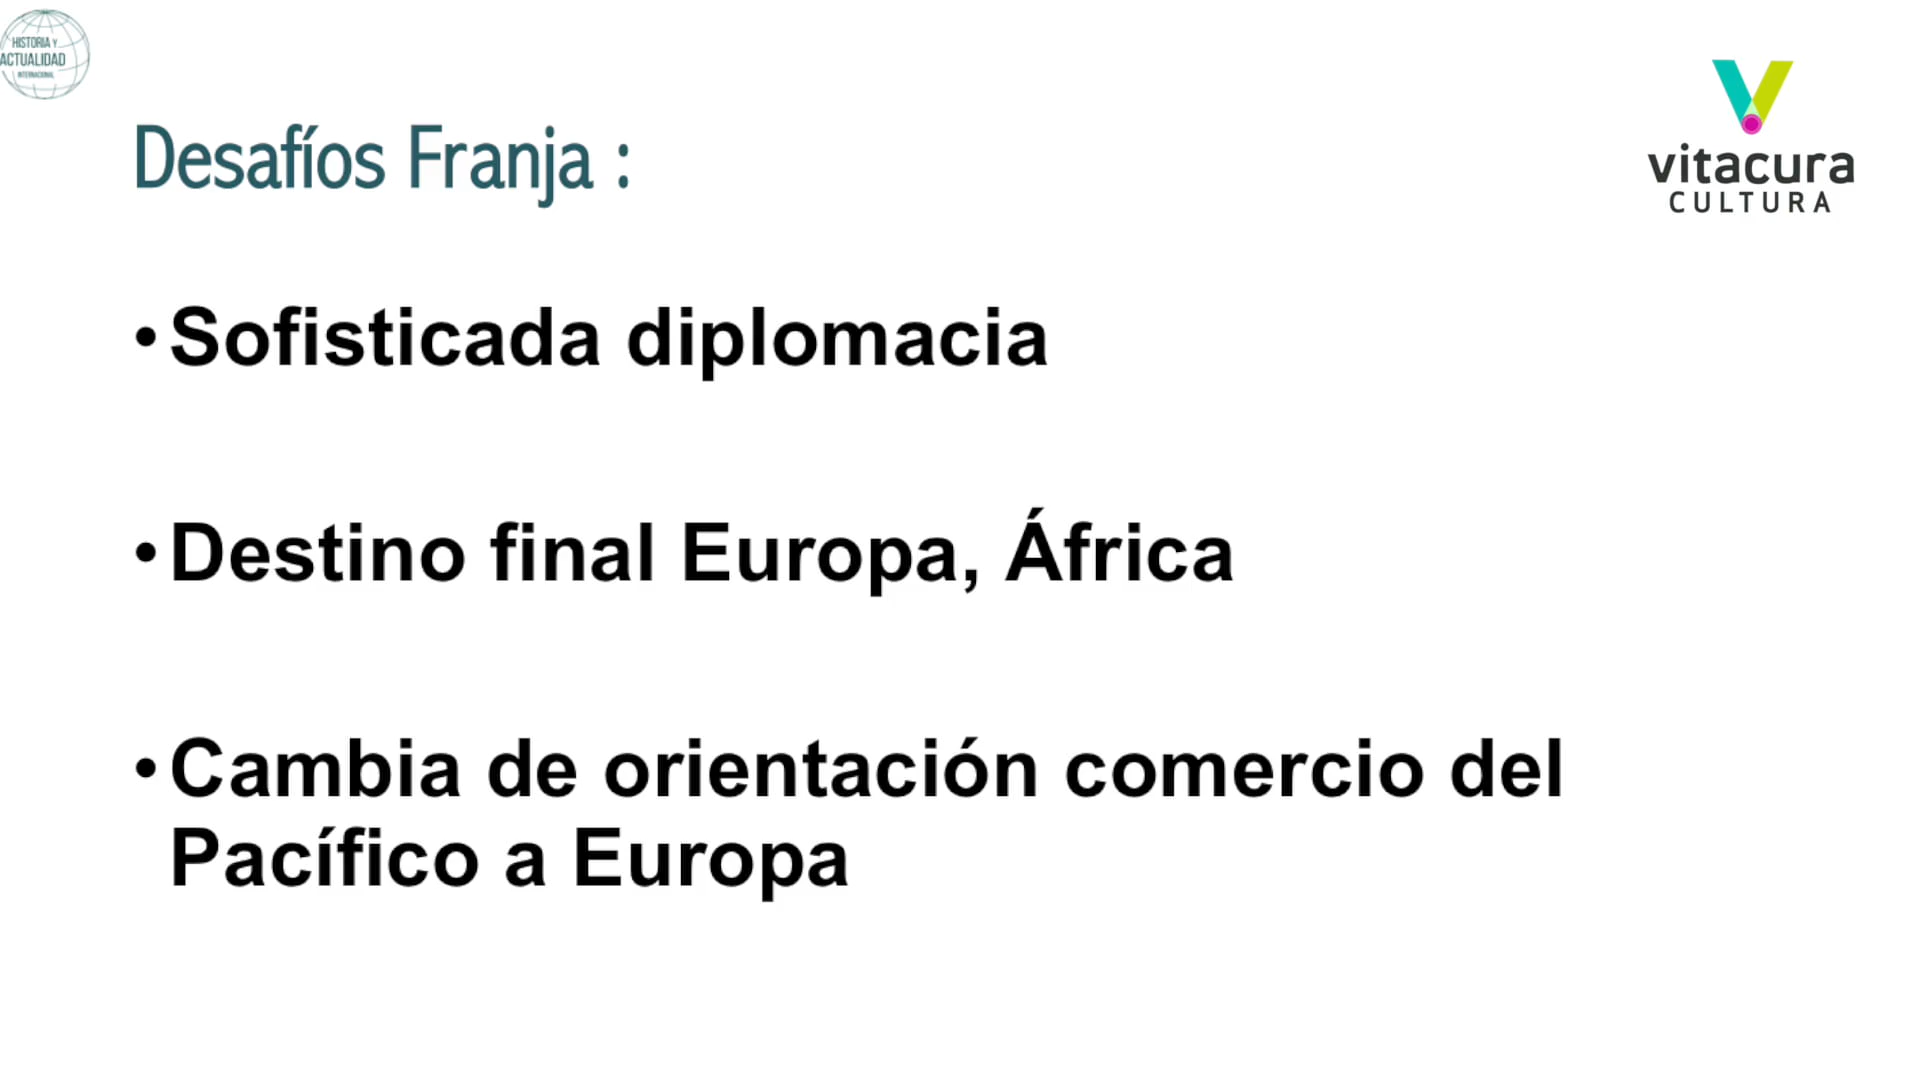 HISTORIA Y
ACTUALIDAD
INTERNACIONAL
vitacura
CULTURA
Desafíos Franja :
• Sofisticada diplomacia
• Destino final Europa, África
• Cambia de orientación comercio del
Pacífico a Europa